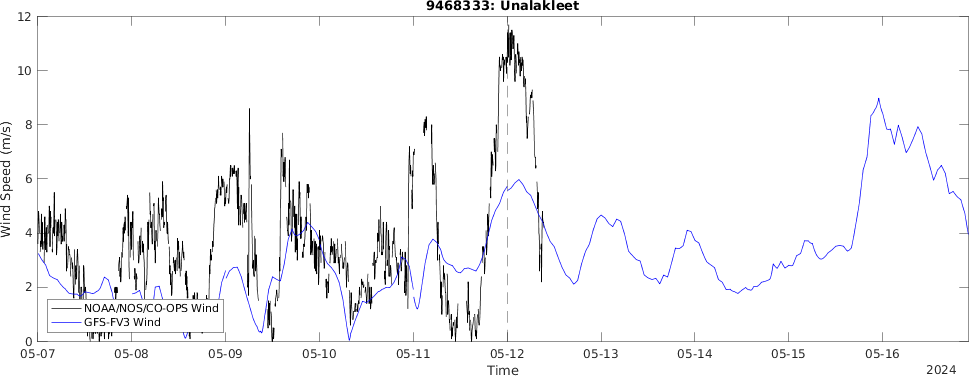 9468333: Unalakleet
Wind Speed (m/s)
12
10
8
6
4
2
0
NOAA/NOS/CO-OPS Wind
GFS-FV3 Wind
05-07 05-08 05-09 05-10 05-11 05-12 05-13 05-14 05-15 05-16
Time
2024